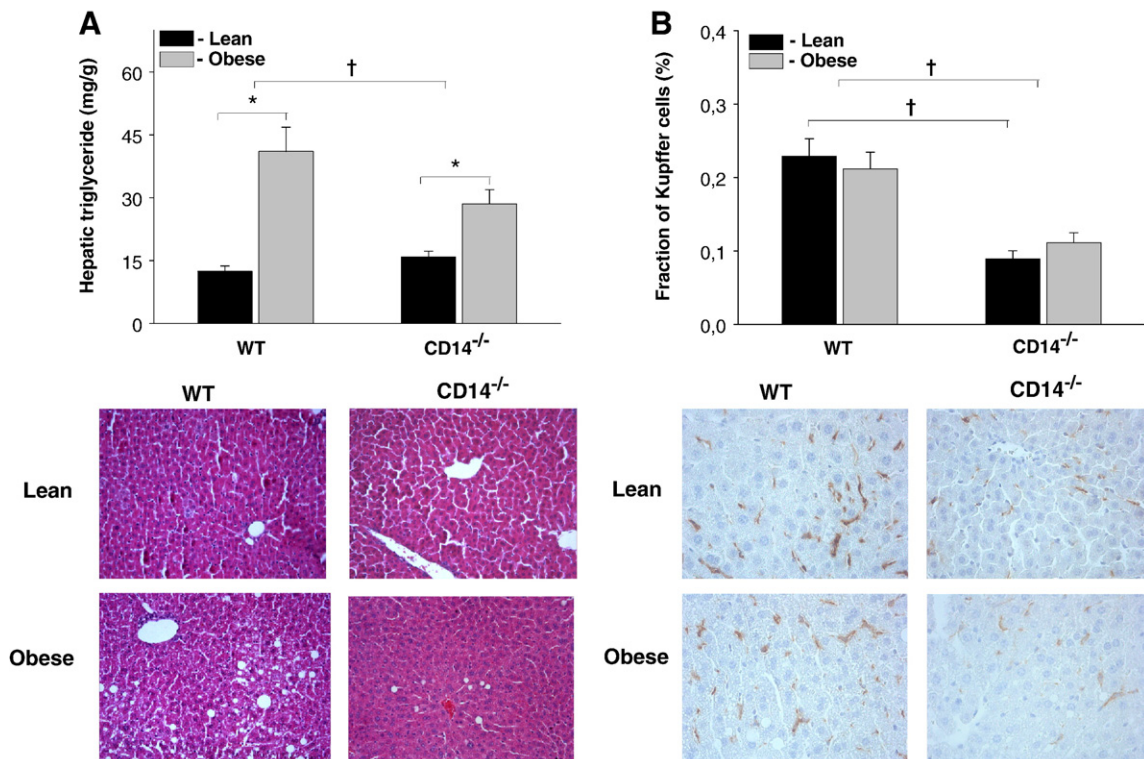 A
- Lean
- Obese
Hepatic triglyceride (mg/g)
60
45
30
15
0
†
*
*
WT
CD14-/-
B
- Lean
- Obese
Fraction of Kupffer cells (%)
0,4
0,3
0,2
0,1
0,0
†
†
WT
CD14-/-
WT
CD14-/-
Lean
Obese
WT
CD14-/-
Lean
Obese